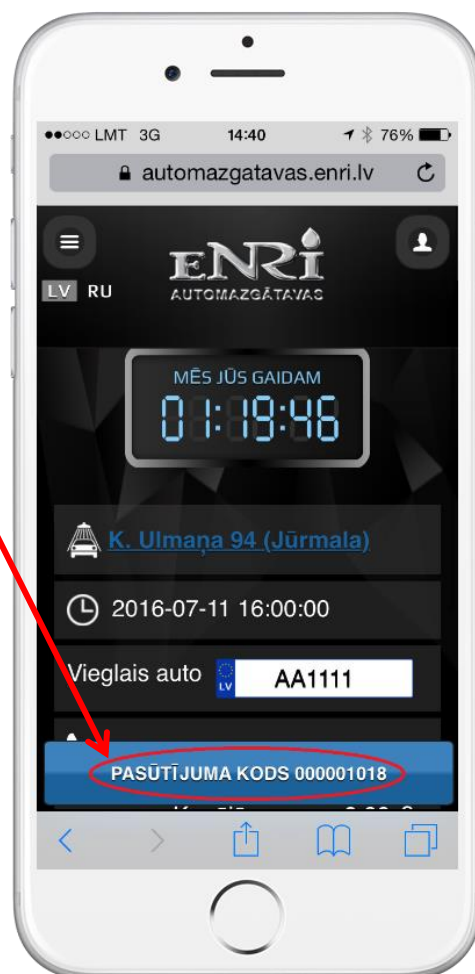 LMT 3G 14:40 76%
automazgatavas.enri.lv
LV RU
ENRi
AUTOMAZGĀTAVAS
MĒS JŪS GAIDAM
01:19:46
K. Ulmaņa 94 (Jūrmala)
2016-07-11 16:00:00
Vieglais auto LV AA1111
PASŪTĪJUMA KODS 000001018